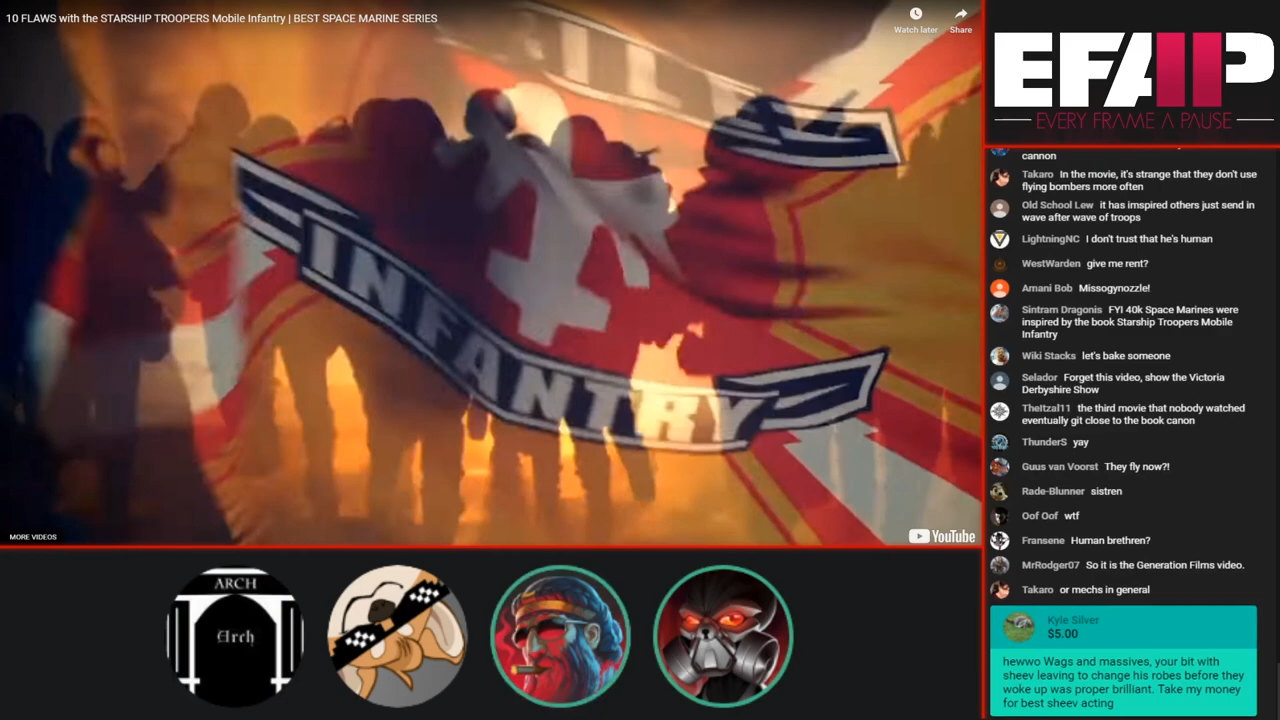 10 FLAWS with the STARSHIP TROOPERS Mobile Infantry | BEST SPACE MARINE SERIES
Watch later
Share
INFANTRY
MORE VIDEOS
YouTube
ARCH
Arch
EFAP
EVERY FRAME A PAUSE
cannon
Takaro In the movie, it's strange that they don't use
flying bombers more often
Old School Lew it has imspired others just send in
wave after wave of troops
LightningNC I don't trust that he's human
WestWarden give me rent?
Amani Bob Missogynozzle!
Sintram Dragonis FYI 40k Space Marines were
inspired by the book Starship Troopers Mobile
Infantry
Wiki Stacks let's bake someone
Selador Forget this video, show the Victoria
Derbyshire Show
TheItzal11 the third movie that nobody watched
eventually git close to the book canon
ThunderS yay
Guus van Voorst They fly now?!
Rade-Blunner sistren
Oof Oof wtf
Fransene Human brethren?
MrRodger07 So it is the Generation Films video.
Takaro or mechs in general
Kyle Silver
$5.00
hewwo Wags and massives, your bit with
sheev leaving to change his robes before they
woke up was proper brilliant. Take my money
for best sheev acting